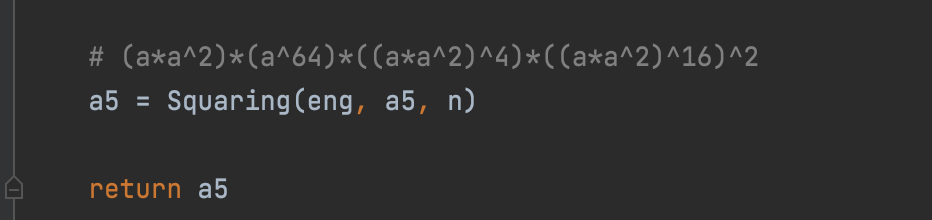 # (a*a^2)*(a^64)*((a*a^2)^4)*((a*a^2)^16)^2
a5 = Squaring(eng, a5, n)
return a5